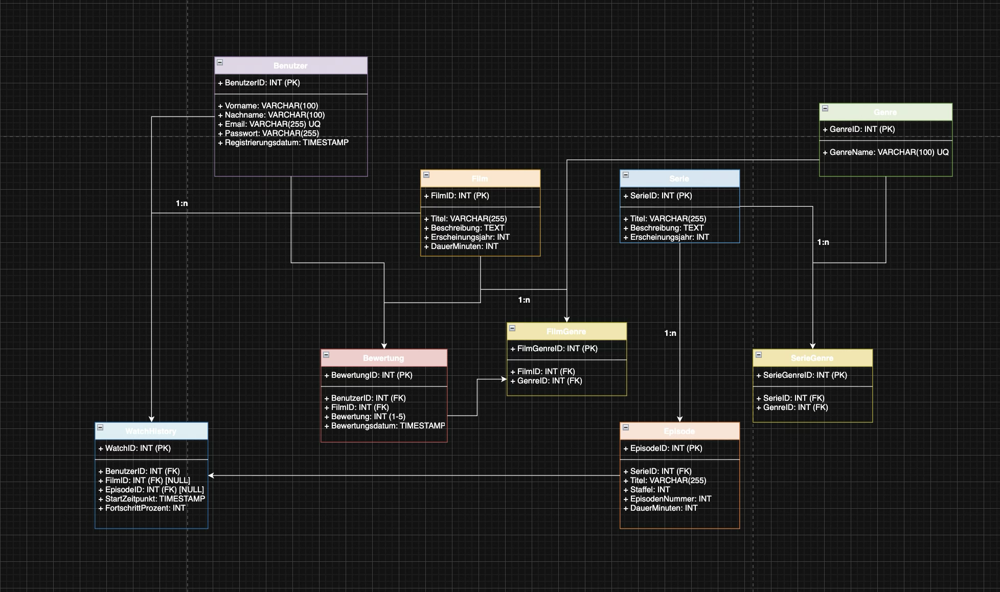 Benutzer
+ BenutzerID: INT (PK)
+ Vorname: VARCHAR(100)
+ Nachname: VARCHAR(100)
+ Email: VARCHAR(255) UQ
+ Passwort: VARCHAR(255)
+ Registrierungsdatum: TIMESTAMP
Genre
+ GenreID: INT (PK)
+ GenreName: VARCHAR(100) UQ
Film
+ FilmID: INT (PK)
+ Titel: VARCHAR(255)
+ Beschreibung: TEXT
+ Erscheinungsjahr: INT
+ DauerMinuten: INT
Serie
+ SerieID: INT (PK)
+ Titel: VARCHAR(255)
+ Beschreibung: TEXT
+ Erscheinungsjahr: INT
1:n
1:n
1:n
1:n
FilmGenre
+ FilmGenreID: INT (PK)
+ FilmID: INT (FK)
+ GenreID: INT (FK)
Bewertung
+ BewertungID: INT (PK)
+ BenutzerID: INT (FK)
+ FilmID: INT (FK)
+ Bewertung: INT (1-5)
+ Bewertungsdatum: TIMESTAMP
SerieGenre
+ SerieGenreID: INT (PK)
+ SerieID: INT (FK)
+ GenreID: INT (FK)
WatchHistory
+ WatchID: INT (PK)
+ BenutzerID: INT (FK)
+ FilmID: INT (FK) [NULL]
+ EpisodeID: INT (FK) [NULL]
+ StartZeitpunkt: TIMESTAMP
+ FortschrittProzent: INT
Episode
+ EpisodeID: INT (PK)
+ SerieID: INT (FK)
+ Titel: VARCHAR(255)
+ Staffel: INT
+ EpisodenNummer: INT
+ DauerMinuten: INT